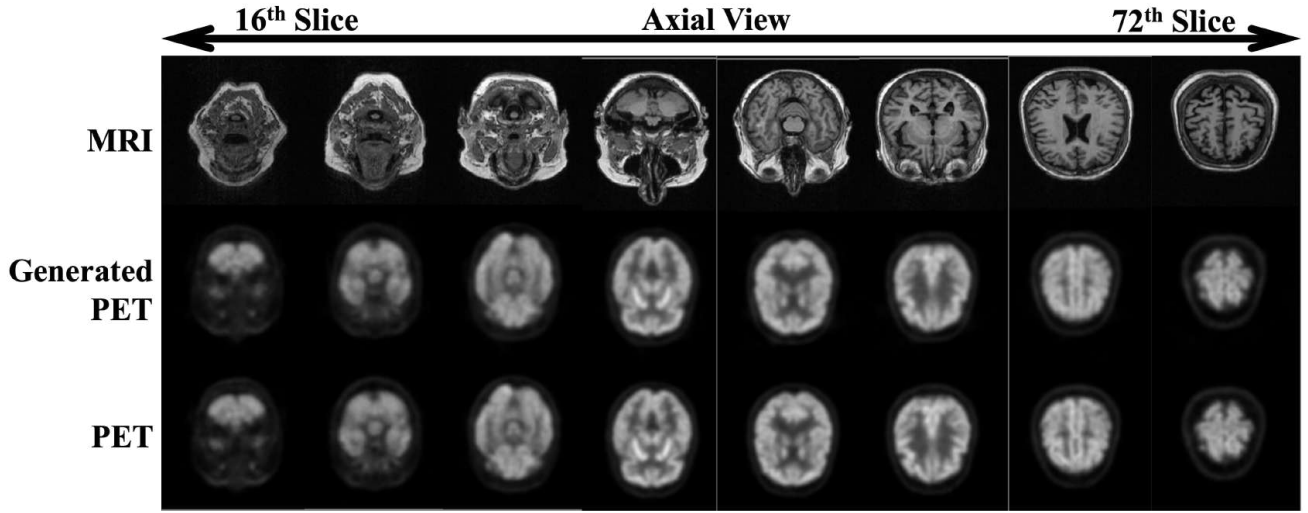 16th Slice
Axial View
72th Slice
MRI
Generated
PET
PET